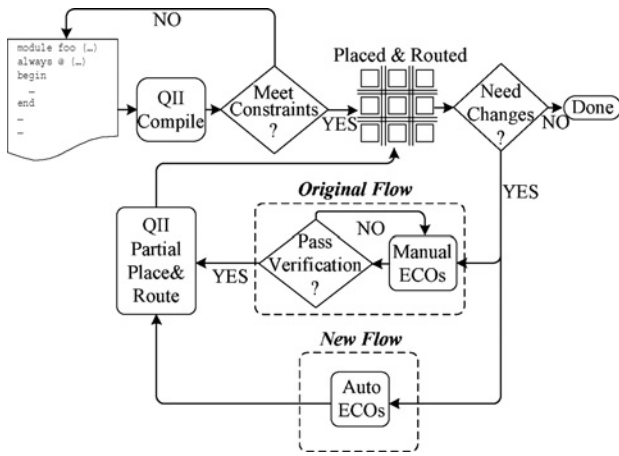 NO
module foo (…)
always @ (…)
begin
…
end
…
…
QII
Compile
Meet
Constraints
?
YES
Placed & Routed
Need
Changes
?
NO
Done
YES
Original Flow
NO
Pass
Verification
?
Manual
ECOs
YES
QII
Partial
Place&
Route
New Flow
Auto
ECOs